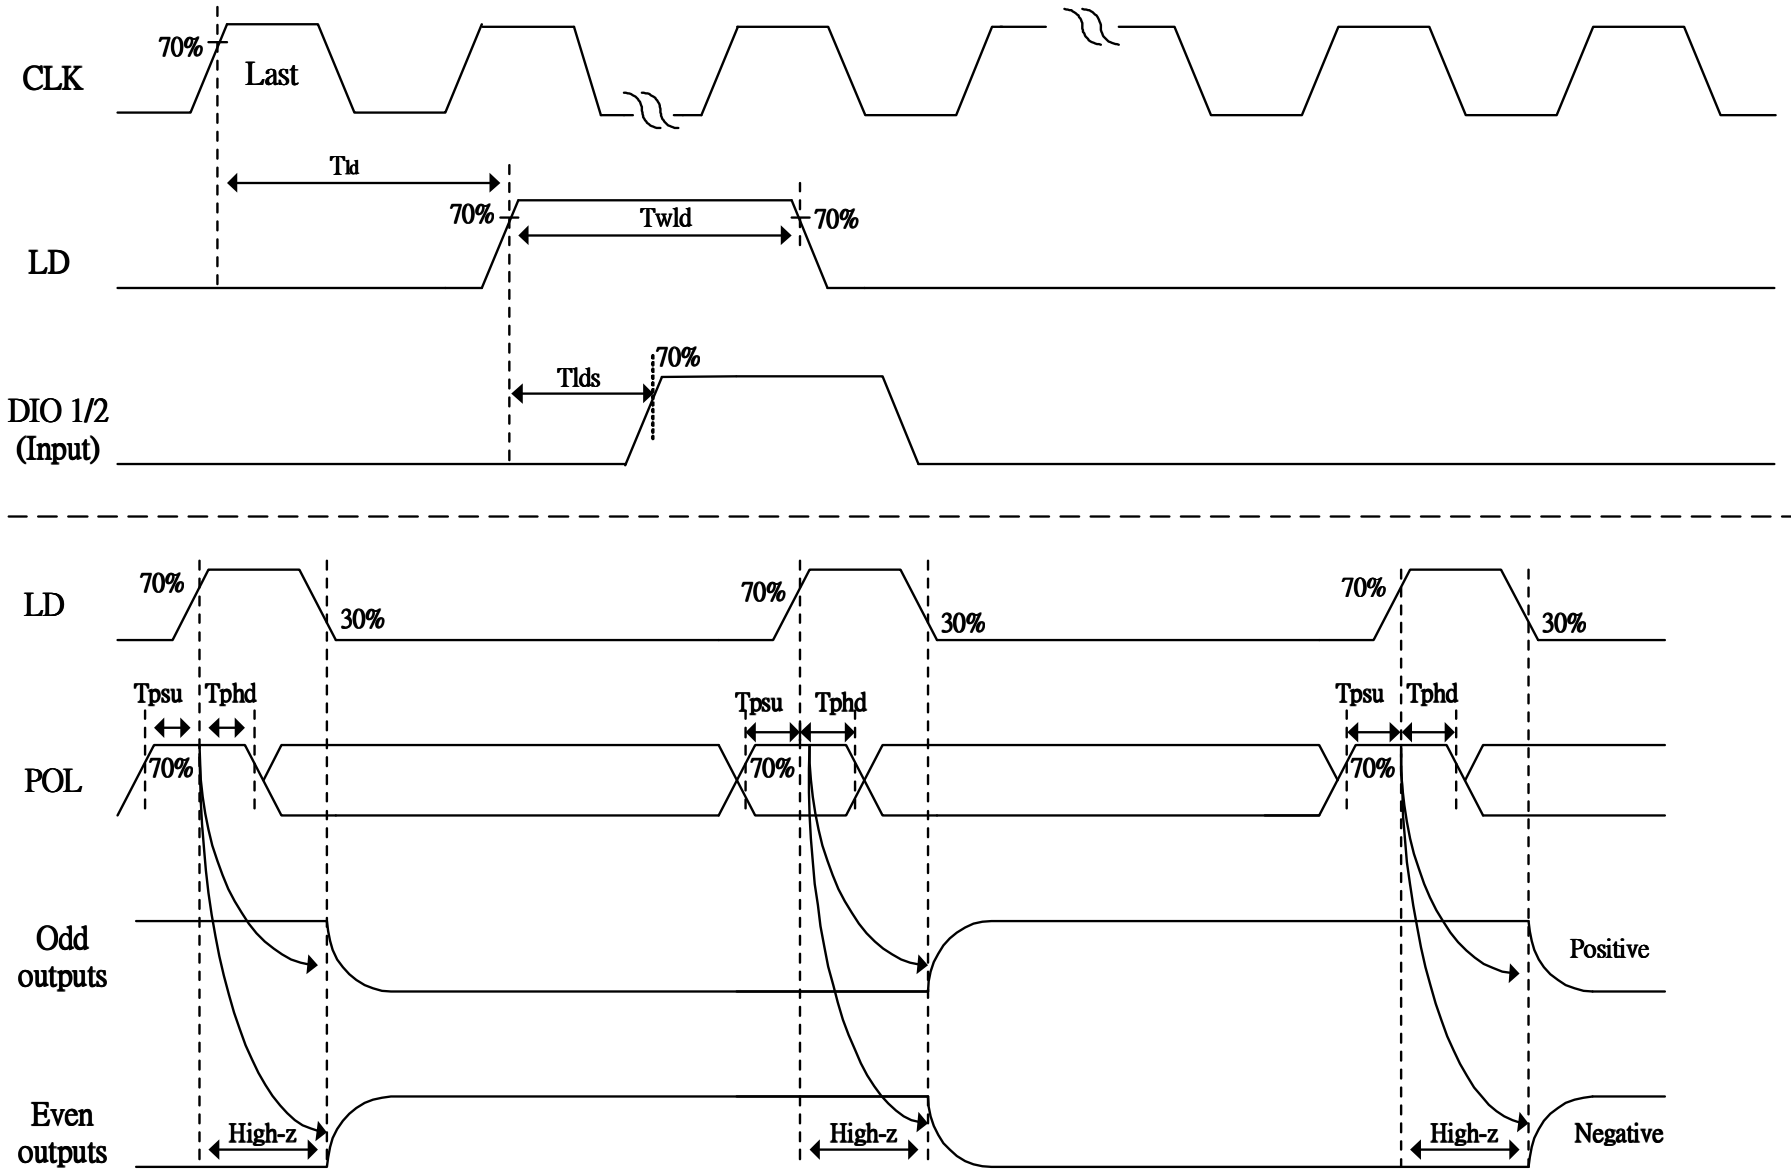 70%
CLK
Last
Tld
70%
Twld
70%
LD
70%
Tlds
DIO 1/2
(Input)
70%
70%
70%
LD
30%
30%
30%
Tpsu
Tphd
Tpsu
Tphd
Tpsu
Tphd
POL
70%
70%
70%
Odd
outputs
Positive
Even
outputs
High-z
High-z
High-z
Negative